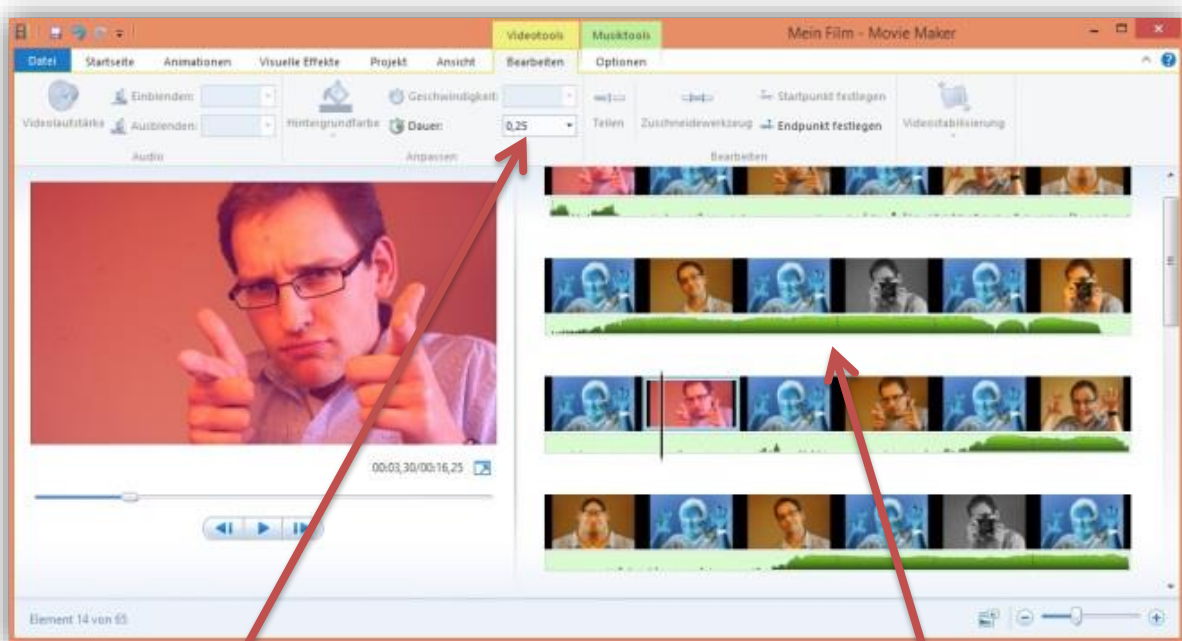 Videotools Musiktools Mein Film - Movie Maker
Datei Startseite Animationen Visuelle Effekte Projekt Ansicht Bearbeiten Optionen
Videolautstärke Einblenden: Hintergrundfarbe Geschwindigkeit: Teilen Zuschneidewerkzeug Startpunkt festlegen Videostabilisierung
Ausblenden: Dauer: 0,25 Endpunkt festlegen
Audio Anpassen Bearbeiten
00:03,30/00:16,25
Element 14 von 65